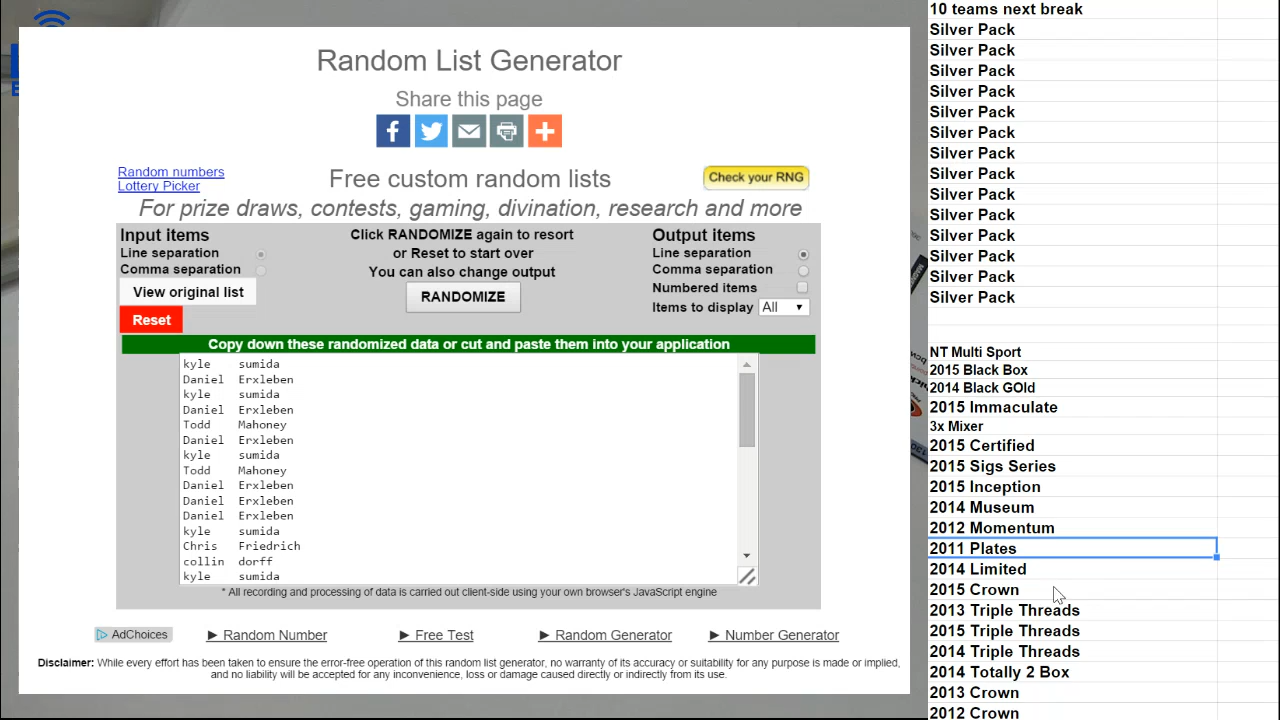 Random List Generator
Share this page
Random numbers
Lottery Picker
Free custom random lists
Check your RNG
For prize draws, contests, gaming, divination, research and more
Input items
Line separation
Comma separation
View original list
Reset
Click RANDOMIZE again to resort
or Reset to start over
You can also change output
RANDOMIZE
Output items
Line separation
Comma separation
Numbered items
Items to display All
Copy down these randomized data or cut and paste them into your application
kyle sumida
Daniel Erxleben
kyle sumida
Daniel Erxleben
Todd Mahoney
Daniel Erxleben
kyle sumida
Todd Mahoney
Daniel Erxleben
Daniel Erxleben
Daniel Erxleben
kyle sumida
Chris Friedrich
collin dorff
kyle sumida
* All recording and processing of data is carried out client-side using your own browser's JavaScript engine
AdChoices
► Random Number
► Free Test
► Random Generator
► Number Generator
Disclaimer: While every effort has been taken to ensure the error-free operation of this random list generator, no warranty of its accuracy or suitability for any purpose is made or implied,
and no liability will be accepted for any inconvenience, loss or damage caused directly or indirectly from its use.
10 teams next break
Silver Pack
Silver Pack
Silver Pack
Silver Pack
Silver Pack
Silver Pack
Silver Pack
Silver Pack
Silver Pack
Silver Pack
Silver Pack
Silver Pack
Silver Pack
Silver Pack
NT Multi Sport
2015 Black Box
2014 Black GOld
2015 Immaculate
3x Mixer
2015 Certified
2015 Sigs Series
2015 Inception
2014 Museum
2012 Momentum
2011 Plates
2014 Limited
2015 Crown
2013 Triple Threads
2015 Triple Threads
2014 Triple Threads
2014 Totally 2 Box
2013 Crown
2012 Crown